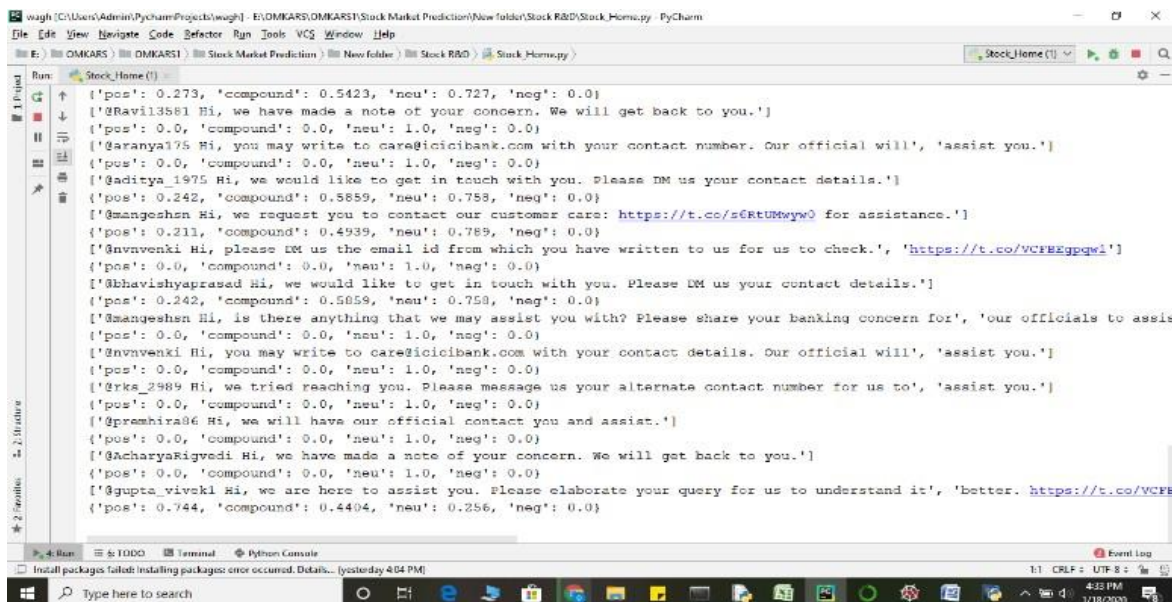 wagh [C:\Users\Admin\PycharmProjects\wagh] - E:\OMKARS\OMKARS1\Stock Market Prediction\New folder\Stock R&D\Stock_Home.py - PyCharm
File Edit View Navigate Code Refactor Run Tools VCS Window Help
E: OMKARS OMKARS1 Stock Market Prediction New folder Stock R&D Stock_Home.py Stock_Home (1)
Run: Stock_Home (1)
1: Project
{'pos': 0.273, 'compound': 0.5423, 'neu': 0.727, 'neg': 0.0}
['@Ravi13581 Hi, we have made a note of your concern. We will get back to you.']
{'pos': 0.0, 'compound': 0.0, 'neu': 1.0, 'neg': 0.0}
['@aranya175 Hi, you may write to care@icicibank.com with your contact number. Our official will', 'assist you.']
{'pos': 0.0, 'compound': 0.0, 'neu': 1.0, 'neg': 0.0}
['@aditya_1975 Hi, we would like to get in touch with you. Please DM us your contact details.']
{'pos': 0.242, 'compound': 0.5859, 'neu': 0.758, 'neg': 0.0}
['@mangeshsn Hi, we request you to contact our customer care: https://t.co/s6RtUMwyw0 for assistance.']
{'pos': 0.211, 'compound': 0.4939, 'neu': 0.789, 'neg': 0.0}
['@nvnvenki Hi, please DM us the email id from which you have written to us for us to check.', 'https://t.co/VCFBEgpqwl']
{'pos': 0.0, 'compound': 0.0, 'neu': 1.0, 'neg': 0.0}
['@bhavishyaprasad Hi, we would like to get in touch with you. Please DM us your contact details.']
{'pos': 0.242, 'compound': 0.5859, 'neu': 0.758, 'neg': 0.0}
['@mangeshsn Hi, is there anything that we may assist you with? Please share your banking concern for', 'our officials to assis
{'pos': 0.0, 'compound': 0.0, 'neu': 1.0, 'neg': 0.0}
['@nvnvenki Hi, you may write to care@icicibank.com with your contact details. Our official will', 'assist you.']
{'pos': 0.0, 'compound': 0.0, 'neu': 1.0, 'neg': 0.0}
['@rks_2989 Hi, we tried reaching you. Please message us your alternate contact number for us to', 'assist you.']
{'pos': 0.0, 'compound': 0.0, 'neu': 1.0, 'neg': 0.0}
['@premhira86 Hi, we will have our official contact you and assist.']
{'pos': 0.0, 'compound': 0.0, 'neu': 1.0, 'neg': 0.0}
['@AcharyaRigvedi Hi, we have made a note of your concern. We will get back to you.']
{'pos': 0.0, 'compound': 0.0, 'neu': 1.0, 'neg': 0.0}
['@gupta_vivek1 Hi, we are here to assist you. Please elaborate your query for us to understand it', 'better. https://t.co/VCFB
{'pos': 0.744, 'compound': 0.4404, 'neu': 0.256, 'neg': 0.0}
2: Structure
2: Favorites
4: Run 6: TODO Terminal Python Console Event Log
Install packages failed: Installing packages: error occurred. Details... (yesterday 4:04 PM) 1:1 CRLF UTF-8
Type here to search 4:33 PM
1/18/2020